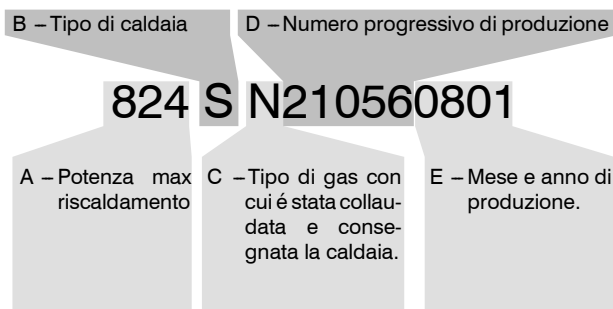 B – Tipo di caldaia
D – Numero progressivo di produzione
824 S N210560801
A – Potenza max
riscaldamento
C – Tipo di gas con
cui é stata collau-
data e conse-
gnata la caldaia.
E – Mese e anno di
produzione.